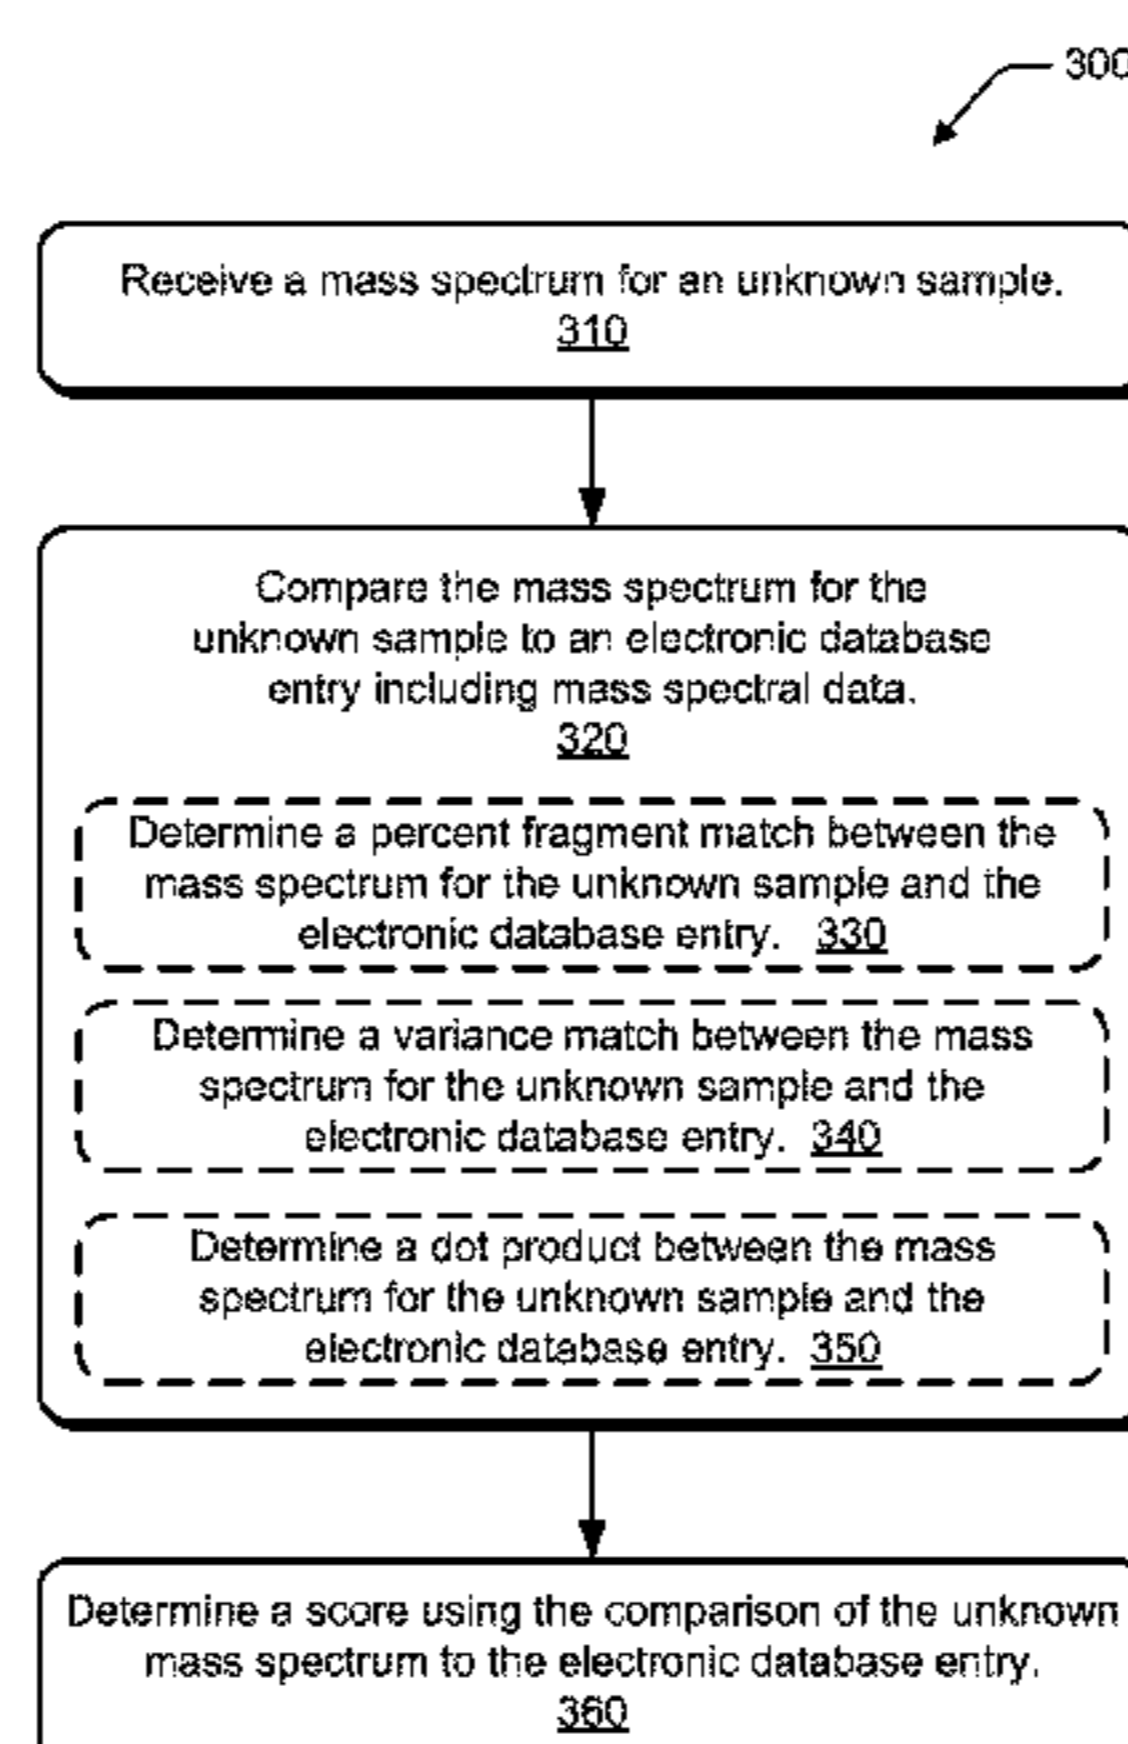 300
Receive a mass spectrum for an unknown sample.
310
Compare the mass spectrum for the
unknown sample to an electronic database
entry including mass spectral data.
320
Determine a percent fragment match between the
mass spectrum for the unknown sample and the
electronic database entry. 330
Determine a variance match between the mass
spectrum for the unknown sample and the
electronic database entry. 340
Determine a dot product between the mass
spectrum for the unknown sample and the
electronic database entry. 350
Determine a score using the comparison of the unknown
mass spectrum to the electronic database entry.
360